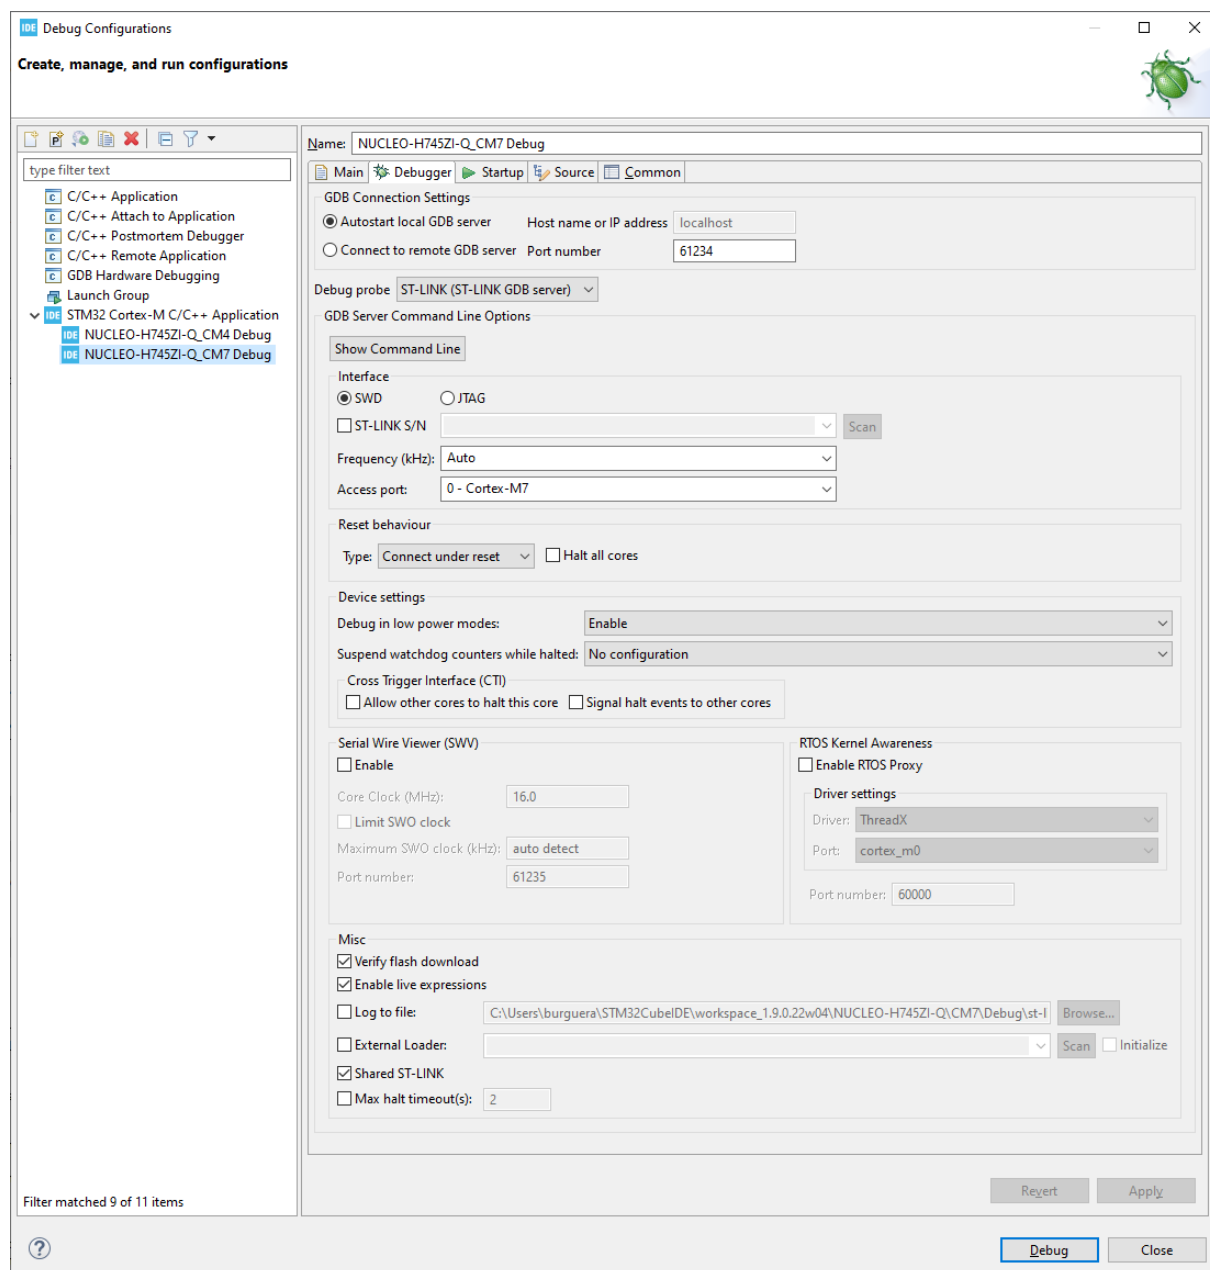 IDE Debug Configurations
Create, manage, and run configurations
type filter text
C/C++ Application
C/C++ Attach to Application
C/C++ Postmortem Debugger
C/C++ Remote Application
GDB Hardware Debugging
Launch Group
IDE STM32 Cortex-M C/C++ Application
IDE NUCLEO-H745ZI-Q_CM4 Debug
IDE NUCLEO-H745ZI-Q_CM7 Debug
Filter matched 9 of 11 items
Name: NUCLEO-H745ZI-Q_CM7 Debug
Main Debugger Startup Source Common
GDB Connection Settings
Autostart local GDB server Host name or IP address localhost
Connect to remote GDB server Port number 61234
Debug probe ST-LINK (ST-LINK GDB server)
GDB Server Command Line Options
Show Command Line
Interface
SWD JTAG
ST-LINK S/N Scan
Frequency (kHz): Auto
Access port: 0 - Cortex-M7
Reset behaviour
Type: Connect under reset Halt all cores
Device settings
Debug in low power modes: Enable
Suspend watchdog counters while halted: No configuration
Cross Trigger Interface (CTI)
Allow other cores to halt this core Signal halt events to other cores
Serial Wire Viewer (SWV)
Enable
Core Clock (MHz): 16.0
Limit SWO clock
Maximum SWO clock (kHz): auto detect
Port number: 61235
RTOS Kernel Awareness
Enable RTOS Proxy
Driver settings
Driver: ThreadX
Port: cortex_m0
Port number: 60000
Misc
Verify flash download
Enable live expressions
Log to file: C:\Users\burguera\STM32CubeIDE\workspace_1.9.0.22w04\NUCLEO-H745ZI-Q\CM7\Debug\st-l Browse...
External Loader: Scan Initialize
Shared ST-LINK
Max halt timeout(s): 2
Revert Apply
? Debug Close